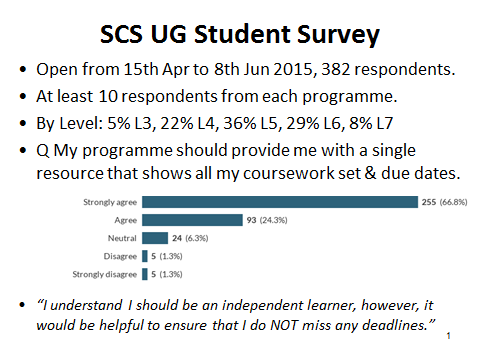 SCS UG Student Survey
• Open from 15th Apr to 8th Jun 2015, 382 respondents.
• At least 10 respondents from each programme.
• By Level: 5% L3, 22% L4, 36% L5, 29% L6, 8% L7
• Q My programme should provide me with a single
resource that shows all my coursework set & due dates.
Strongly agree 255 (66.8%)
Agree 93 (24.3%)
Neutral 24 (6.3%)
Disagree 5 (1.3%)
Strongly disagree 5 (1.3%)
• “I understand I should be an independent learner, however, it
would be helpful to ensure that I do NOT miss any deadlines.”
1